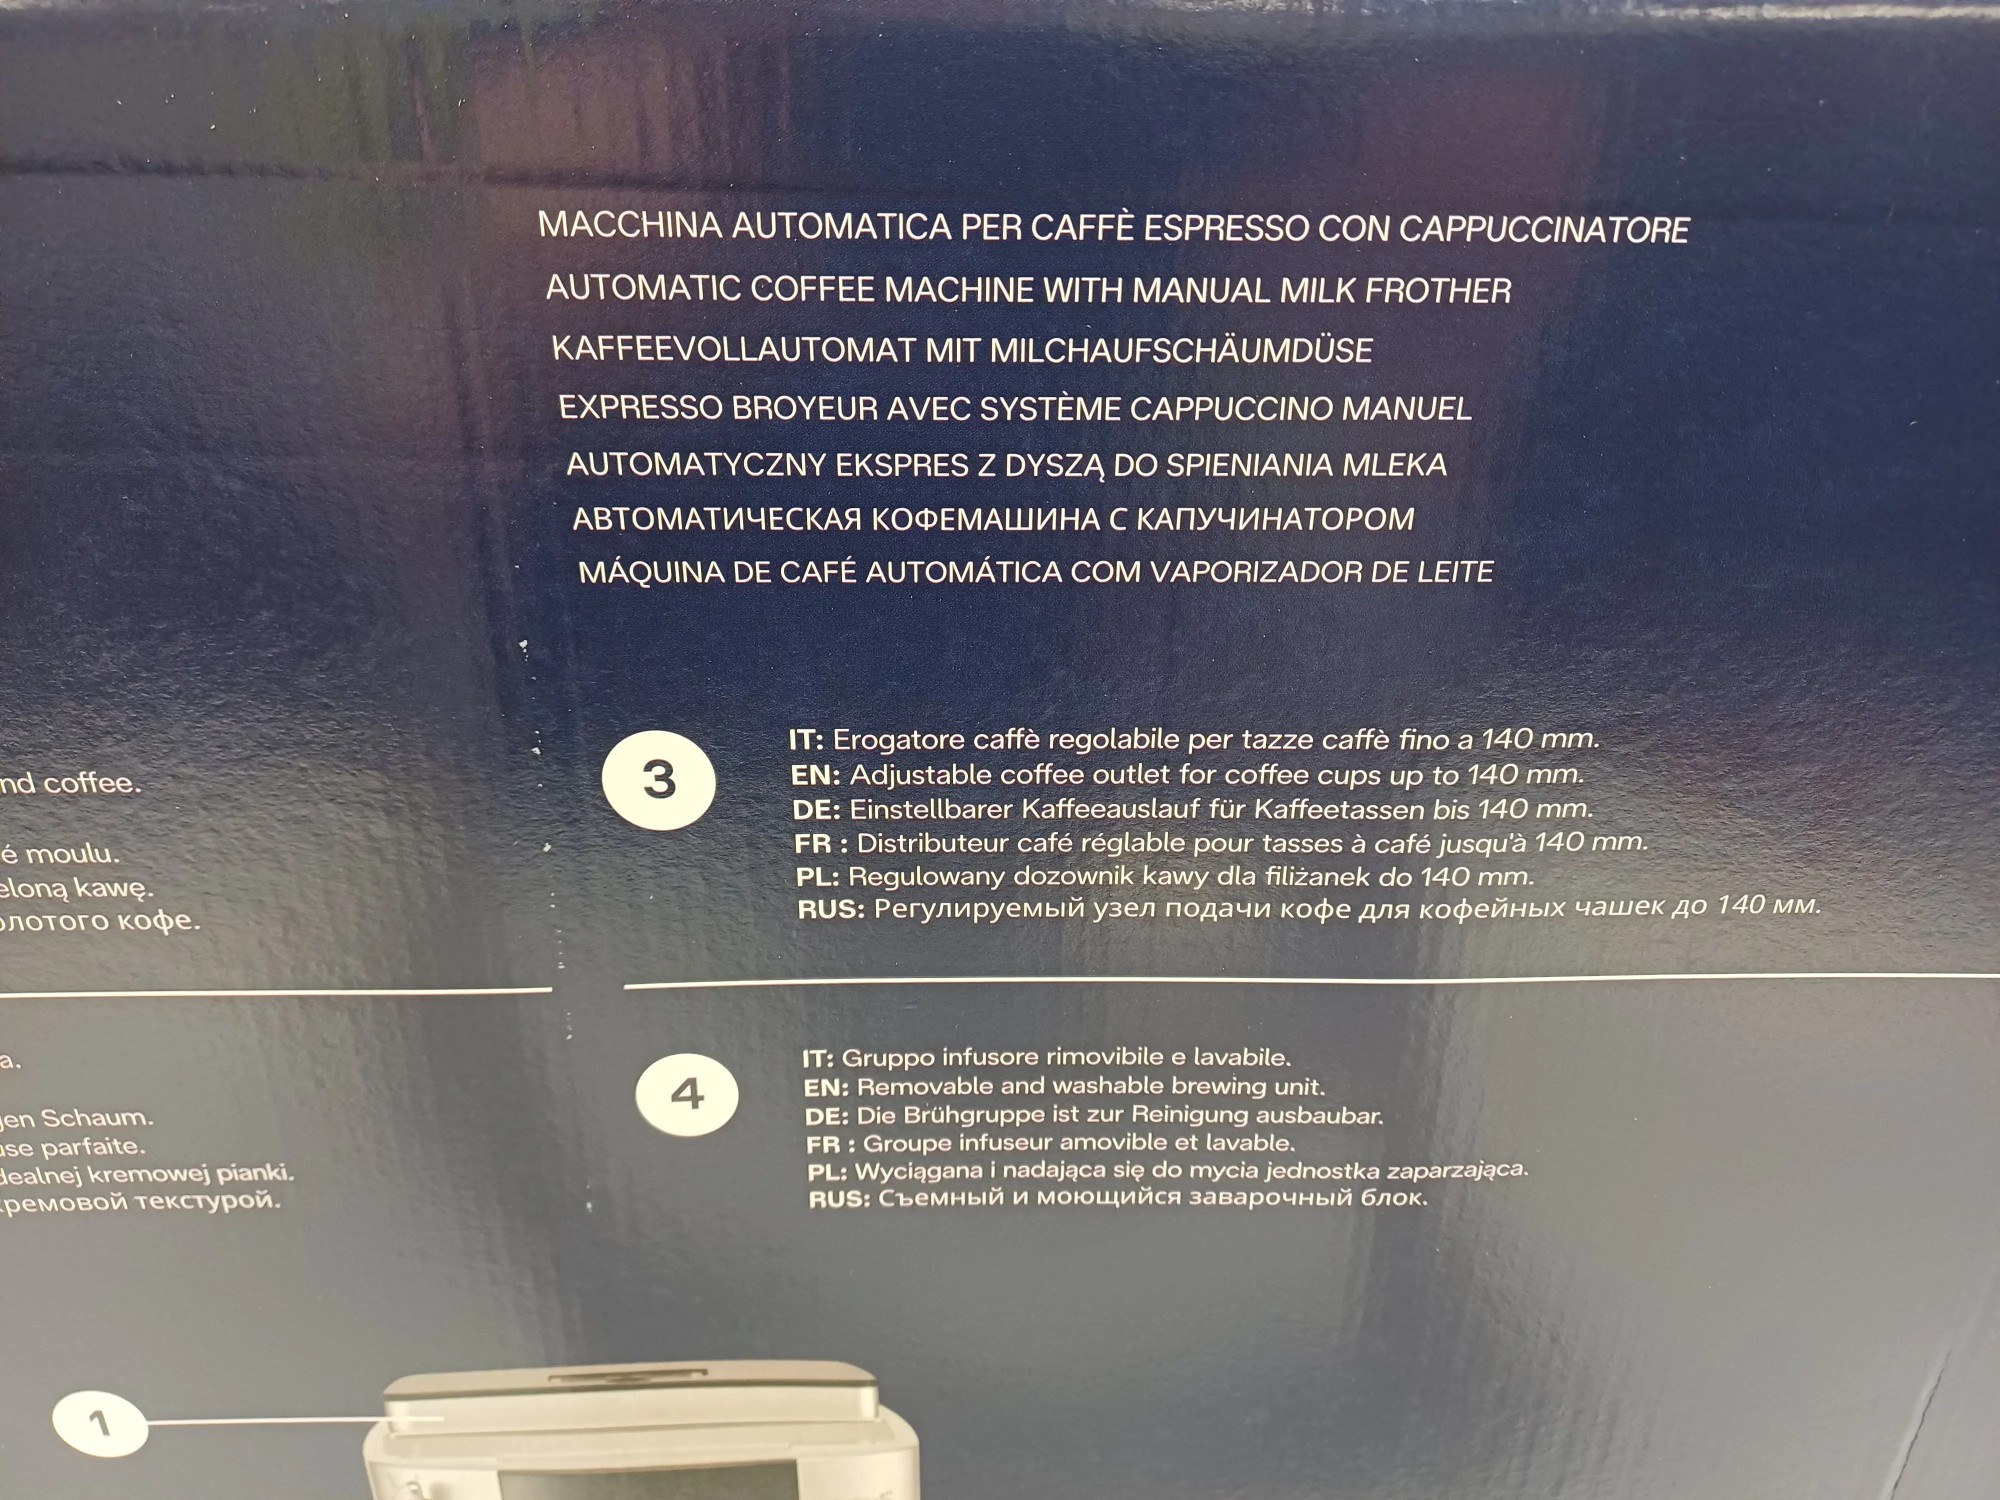 MACCHINA AUTOMATICA PER CAFFÈ ESPRESSO CON CAPPUCCINATORE
AUTOMATIC COFFEE MACHINE WITH MANUAL MILK FROTHER
KAFFEEVOLLAUTOMAT MIT MILCHAUFSCHÄUMDÜSE
EXPRESSO BROYEUR AVEC SYSTÈME CAPPUCCINO MANUEL
AUTOMATYCZNY EKSPRES Z DYSZĄ DO SPIENIANIA MLEKA
АВТОМАТИЧЕСКАЯ КОФЕМАШИНА С КАПУЧИНАТОРОМ
MÁQUINA DE CAFÉ AUTOMÁTICA COM VAPORIZADOR DE LEITE
nd coffee.
é moulu.
eloną kawę.
олотого кофе.
3
IT: Erogatore caffè regolabile per tazze caffè fino a 140 mm.
EN: Adjustable coffee outlet for coffee cups up to 140 mm.
DE: Einstellbarer Kaffeeauslauf für Kaffeetassen bis 140 mm.
FR : Distributeur café réglable pour tasses à café jusqu'à 140 mm.
PL: Regulowany dozownik kawy dla filiżanek do 140 mm.
RUS: Регулируемый узел подачи кофе для кофейных чашек до 140 мм.
a.
gen Schaum.
use parfaite.
dealnej kremowej pianki.
кремовой текстурой.
4
IT: Gruppo infusore rimovibile e lavabile.
EN: Removable and washable brewing unit.
DE: Die Brühgruppe ist zur Reinigung ausbaubar.
FR : Groupe infuseur amovible et lavable.
PL: Wyciągana i nadająca się do mycia jednostka zaparzająca.
RUS: Съемный и моющийся заварочный блок.
1